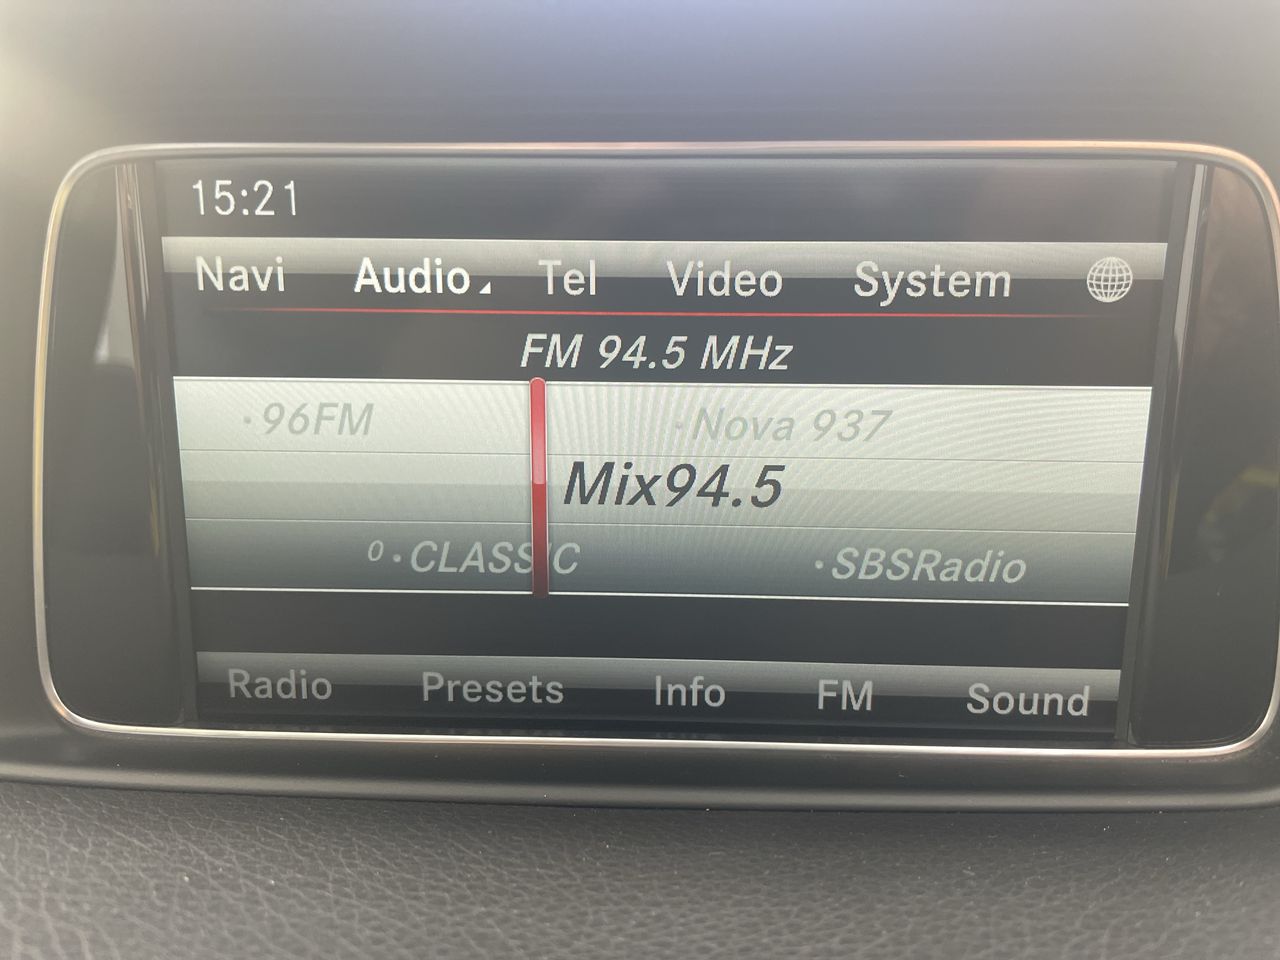 15:21
Navi Audio Tel Video System
FM 94.5 MHz
·96FM ·Nova 937
Mix94.5
0·CLASSIC ·SBSRadio
Radio Presets Info FM Sound